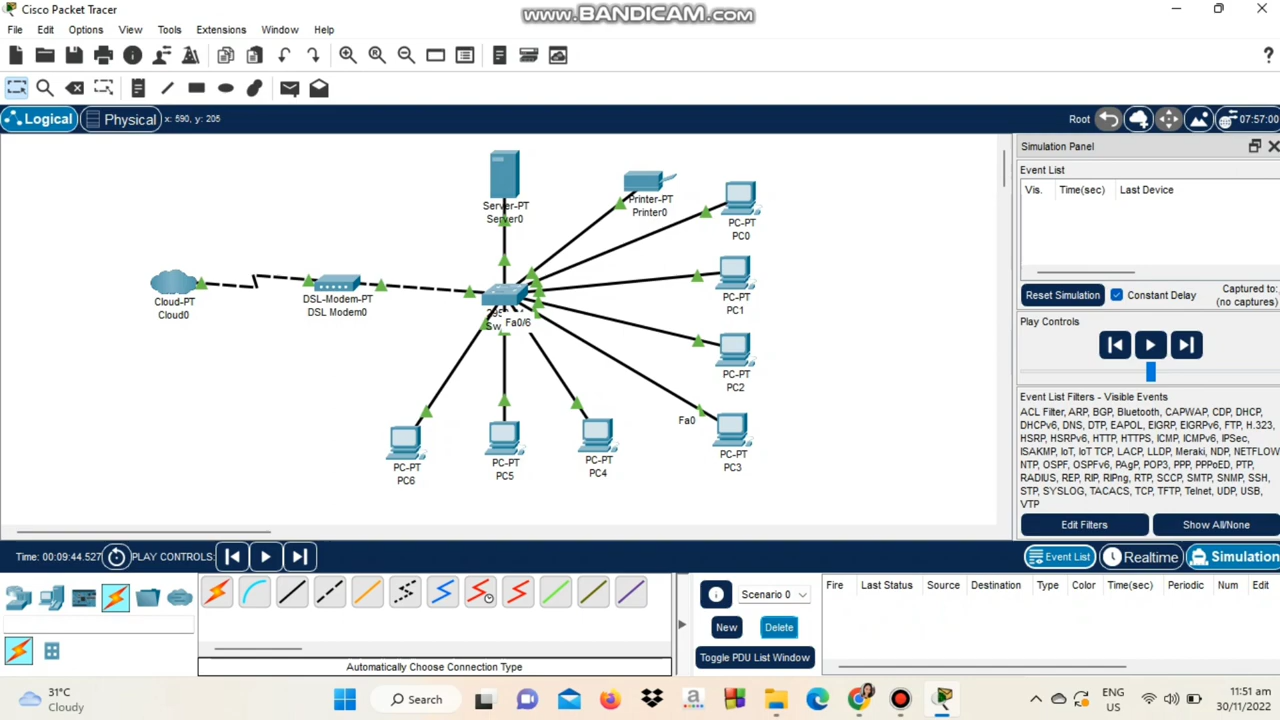 Cisco Packet Tracer
www.BANDICAM.com
File Edit Options View Tools Extensions Window Help
Logical Physical x: 590, y: 205
Root 07:57:00
Simulation Panel
Event List
Vis. Time(sec) Last Device
Reset Simulation Constant Delay Captured to:
(no captures)
Play Controls
Event List Filters - Visible Events
ACL Filter, ARP, BGP, Bluetooth, CAPWAP, CDP, DHCP,
DHCPv6, DNS, DTP, EAPOL, EIGRP, EIGRPv6, FTP, H.323,
HSRP, HSRPv6, HTTP, HTTPS, ICMP, ICMPv6, IPSec,
ISAKMP, IoT, IoT TCP, LACP, LLDP, Meraki, NDP, NETFLOW
NTP, OSPF, OSPFv6, PAgP, POP3, PPP, PPPoED, PTP,
RADIUS, REP, RIP, RIPng, RTP, SCCP, SMTP, SNMP, SSH,
STP, SYSLOG, TACACS, TCP, TFTP, Telnet, UDP, USB,
VTP
Edit Filters Show All/None
Event List Realtime Simulation
Server-PT
Server0
Printer-PT
Printer0
PC-PT
PC0
PC-PT
PC1
PC-PT
PC2
Fa0
PC-PT
PC3
PC-PT
PC4
PC-PT
PC5
PC-PT
PC6
Cloud-PT
Cloud0
DSL-Modem-PT
DSL Modem0
295
Sw Fa0/6
Time: 00:09:44.527 PLAY CONTROLS:
Automatically Choose Connection Type
Scenario 0
New Delete
Toggle PDU List Window
Fire Last Status Source Destination Type Color Time(sec) Periodic Num Edit
31°C
Cloudy
Search
ENG
US
11:51 am
30/11/2022